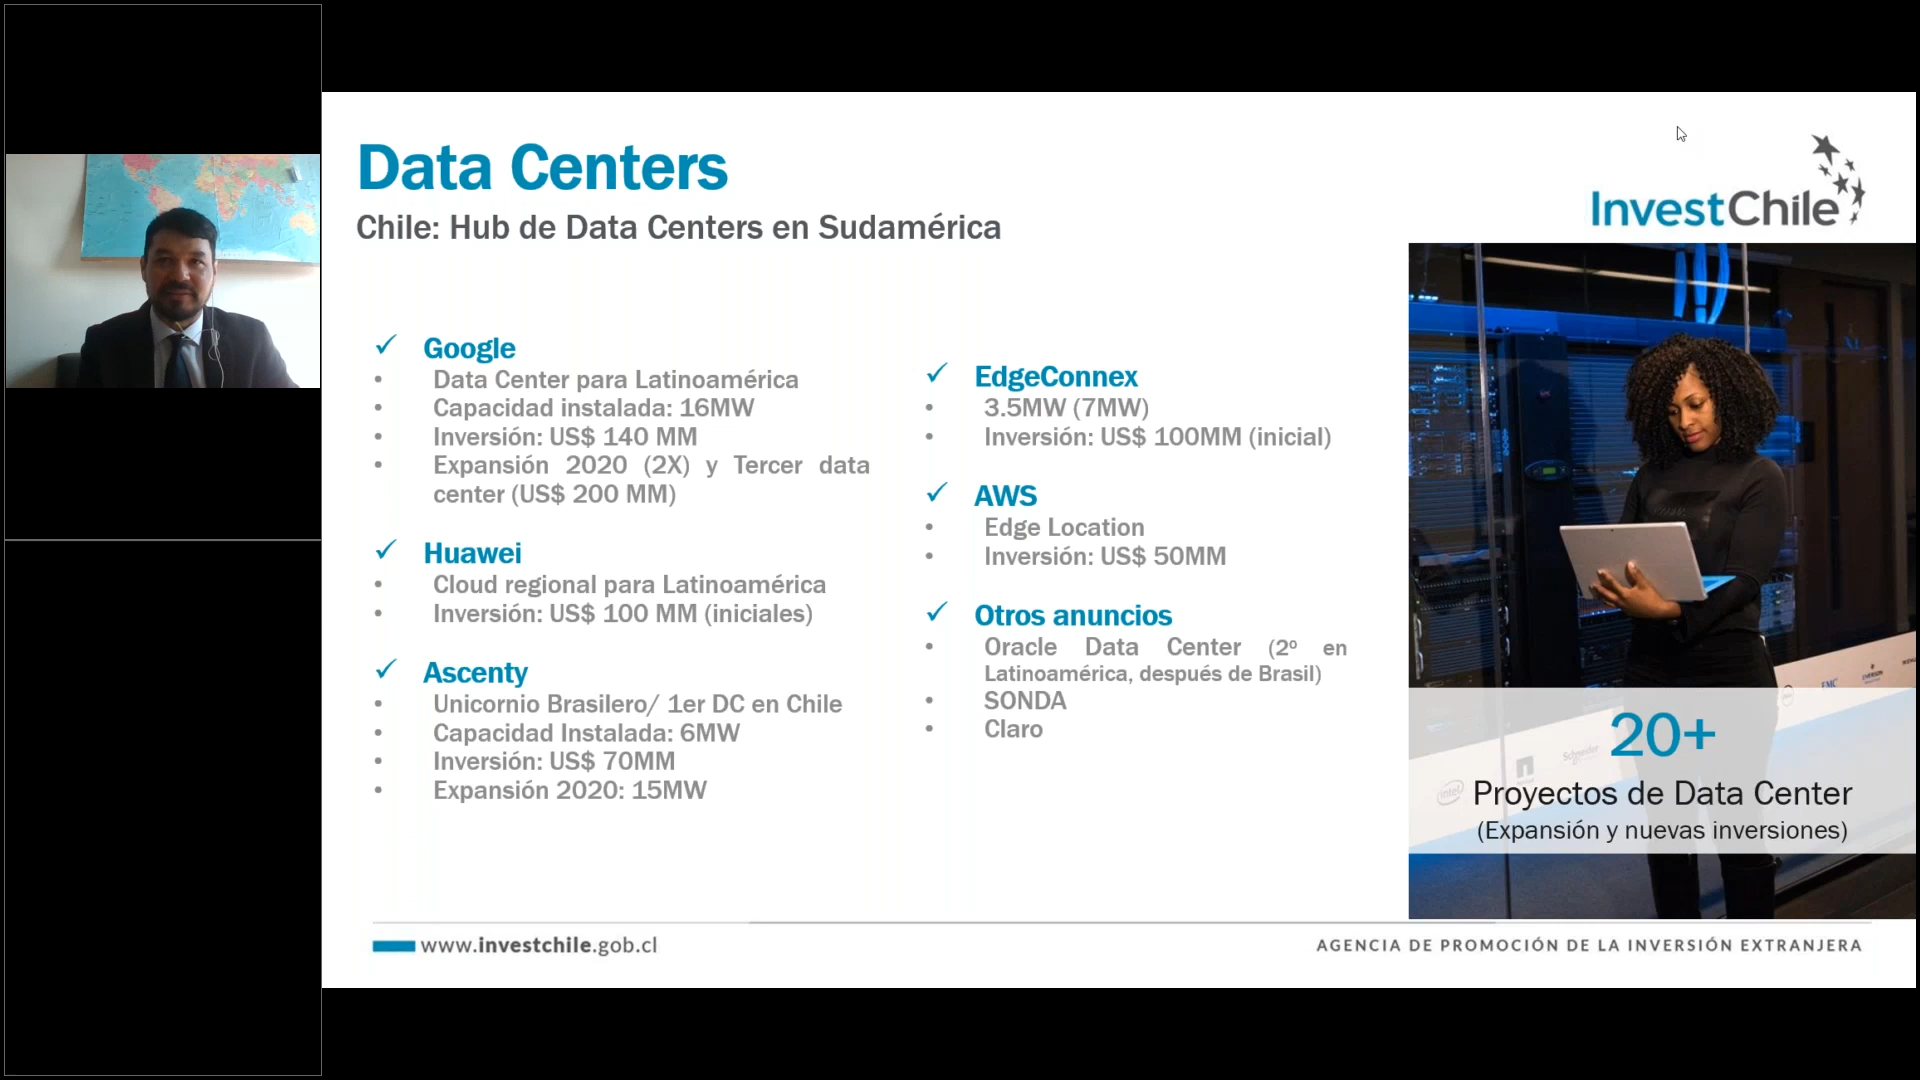 Data Centers
Chile: Hub de Data Centers en Sudamérica
InvestChile
✓ Google
• Data Center para Latinoamérica
• Capacidad instalada: 16MW
• Inversión: US$ 140 MM
• Expansión 2020 (2X) y Tercer data
center (US$ 200 MM)
✓ Huawei
• Cloud regional para Latinoamérica
• Inversión: US$ 100 MM (iniciales)
✓ Ascenty
• Unicornio Brasilero/ 1er DC en Chile
• Capacidad Instalada: 6MW
• Inversión: US$ 70MM
• Expansión 2020: 15MW
✓ EdgeConnex
• 3.5MW (7MW)
• Inversión: US$ 100MM (inicial)
✓ AWS
• Edge Location
• Inversión: US$ 50MM
✓ Otros anuncios
• Oracle Data Center (2º en
Latinoamérica, después de Brasil)
• SONDA
• Claro
EMC
Schneider
intel
20+
Proyectos de Data Center
(Expansión y nuevas inversiones)
www.investchile.gob.cl
AGENCIA DE PROMOCIÓN DE LA INVERSIÓN EXTRANJERA